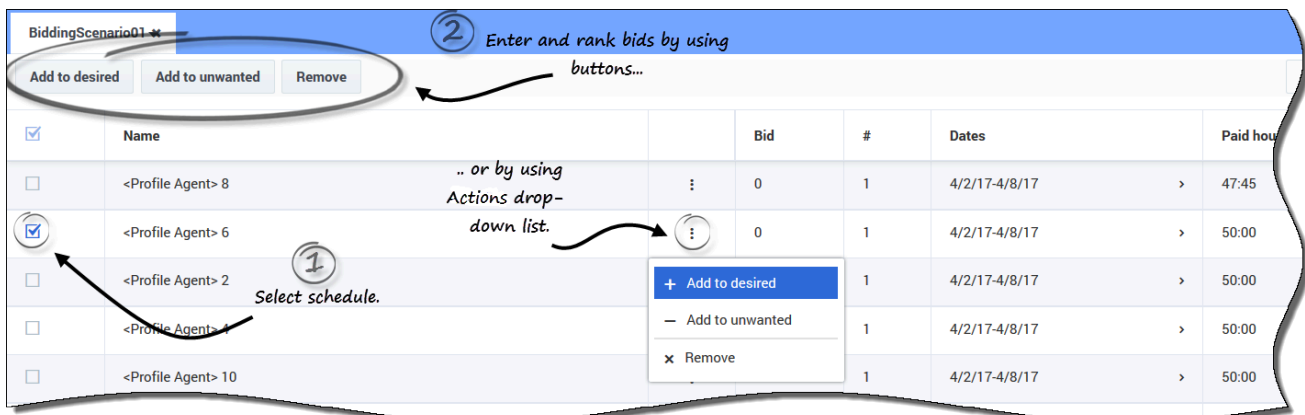 BiddingScenario01 ×
2 Enter and rank bids by using
buttons...
Add to desired Add to unwanted Remove
Name Bid # Dates Paid hou
.. or by using
Actions drop-
down list.
<Profile Agent> 8 0 1 4/2/17-4/8/17 > 47:45
<Profile Agent> 6 0 1 4/2/17-4/8/17 > 50:00
1
Select schedule.
<Profile Agent> 2 1 4/2/17-4/8/17 > 50:00
+ Add to desired
− Add to unwanted
× Remove
<Profile Agent> 4 1 4/2/17-4/8/17 > 50:00
<Profile Agent> 10 1 4/2/17-4/8/17 > 50:00